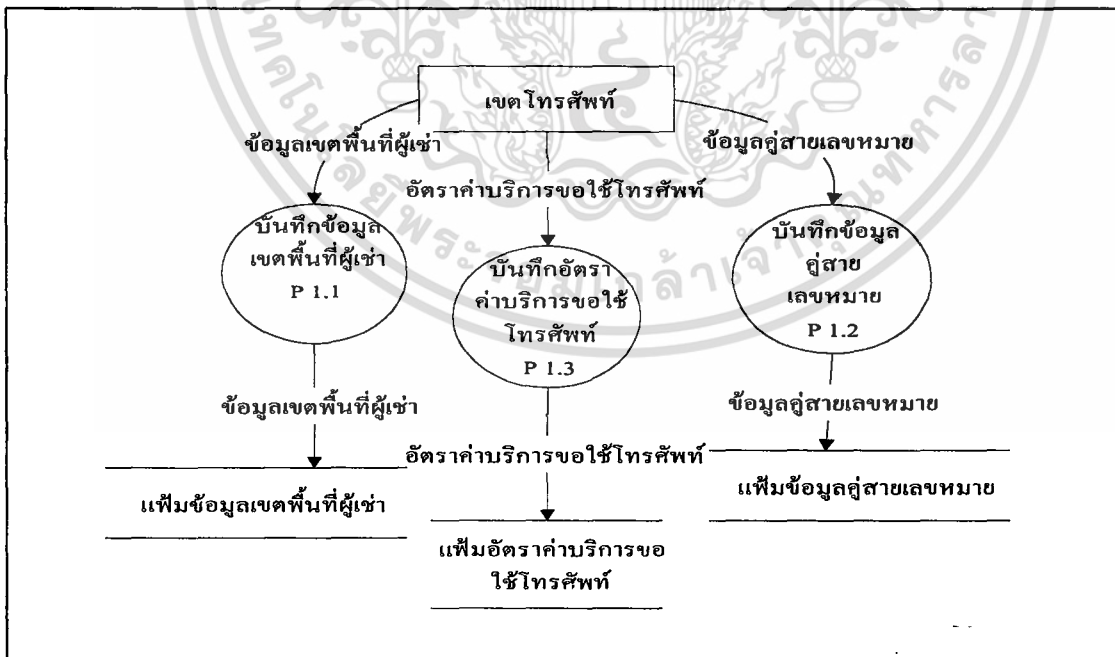 เขตโทรศัพท์
ข้อมูลเขตพื้นที่ผู้เช่า
ข้อมูลคู่สายเลขหมาย
อัตราค่าบริการขอใช้โทรศัพท์
บันทึกข้อมูล
เขตพื้นที่ผู้เช่า
P 1.1
บันทึกอัตรา
ค่าบริการขอใช้
โทรศัพท์
P 1.3
บันทึกข้อมูล
คู่สาย
เลขหมาย
P 1.2
ข้อมูลเขตพื้นที่ผู้เช่า
ข้อมูลคู่สายเลขหมาย
อัตราค่าบริการขอใช้โทรศัพท์
แฟ้มข้อมูลเขตพื้นที่ผู้เช่า
แฟ้มข้อมูลคู่สายเลขหมาย
แฟ้มอัตราค่าบริการขอ
ใช้โทรศัพท์